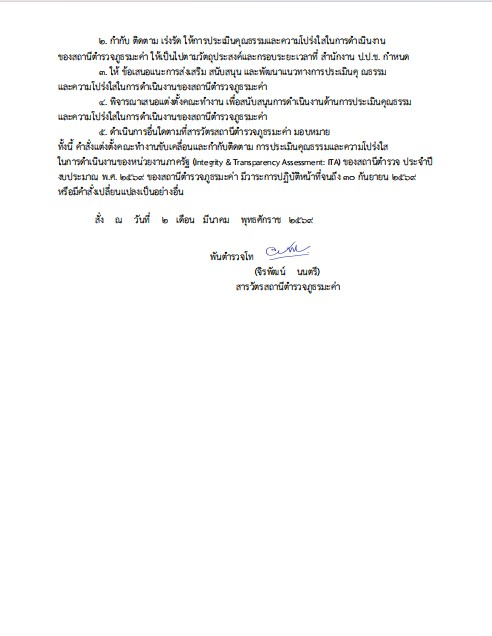 ๒. กำกับ ติดตาม เร่งรัด ให้การประเมินคุณธรรมและความโปร่งใสในการดำเนินงาน
ของสถานีตำรวจภูธรมะค่า ให้เป็นไปตามวัตถุประสงค์และกรอบระยะเวลาที่ สำนักงาน ป.ป.ช. กำหนด
๓. ให้ ข้อเสนอแนะการส่งเสริม สนับสนุน และพัฒนาแนวทางการประเมินคุ ณธรรม
และความโปร่งใสในการดำเนินงานของสถานีตำรวจภูธรมะค่า
๔. พิจารณาเสนอแต่งตั้งคณะทำงาน เพื่อสนับสนุนการดำเนินงานด้านการประเมินคุณธรรม
และความโปร่งใสในการดำเนินงานของสถานีตำรวจภูธรมะค่า
๕. ดำเนินการอื่นใดตามที่สารวัตรสถานีตำรวจภูธรมะค่า มอบหมาย
ทั้งนี้ คำสั่งแต่งตั้งคณะทำงานขับเคลื่อนและกำกับติดตาม การประเมินคุณธรรมและความโปร่งใส
ในการดำเนินงานของหน่วยงานภาครัฐ (Integrity & Transparency Assessment: ITA) ของสถานีตำรวจ ประจำปี
งบประมาณ พ.ศ. ๒๕๖๙ ของสถานีตำรวจภูธรมะค่า มีวาระการปฏิบัติหน้าที่จนถึง ๓๐ กันยายน ๒๕๖๙
หรือมีคำสั่งเปลี่ยนแปลงเป็นอย่างอื่น
สั่ง ณ วันที่ ๒ เดือน มีนาคม พุทธศักราช ๒๕๖๙
พันตำรวจโท
(จิรพัฒน์ นนตรี)
สารวัตรสถานีตำรวจภูธรมะค่า